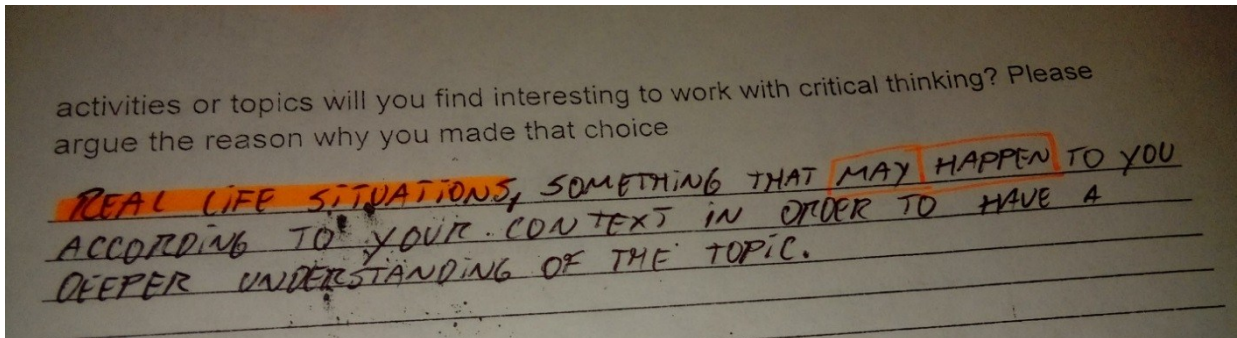 activities or topics will you find interesting to work with critical thinking? Please
argue the reason why you made that choice
REAL LIFE SITUATIONS, SOMETHING THAT MAY HAPPEN TO YOU
ACCORDING TO YOUR CONTEXT IN ORDER TO HAVE A
DEEPER UNDERSTANDING OF THE TOPIC.